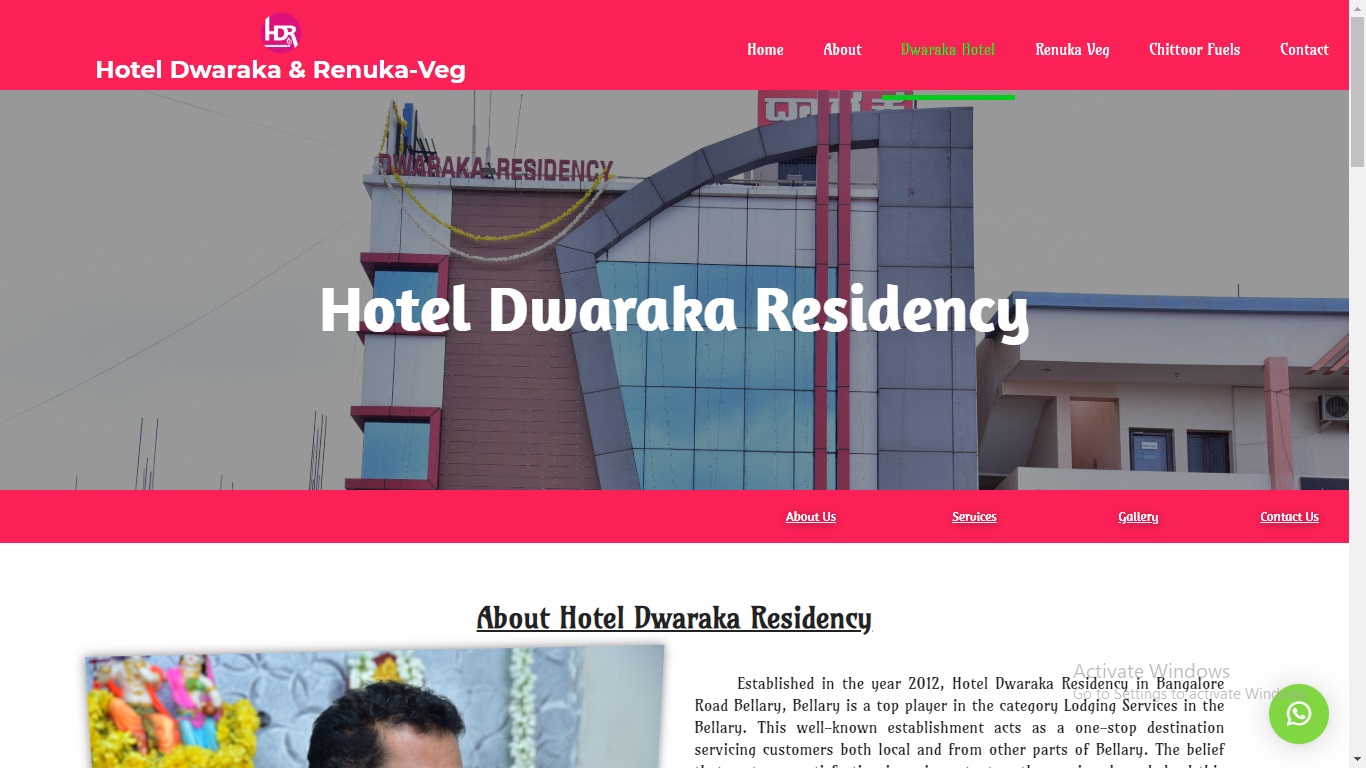 HDR
Hotel Dwaraka & Renuka-Veg
Home
About
Dwaraka Hotel
Renuka Veg
Chittoor Fuels
Contact
DWARAKA RESIDENCY
Hotel Dwaraka Residency
About Us
Services
Gallery
Contact Us
About Hotel Dwaraka Residency
Established in the year 2012, Hotel Dwaraka Residency in Bangalore
Road Bellary, Bellary is a top player in the category Lodging Services in the
Bellary. This well-known establishment acts as a one-stop destination
servicing customers both local and from other parts of Bellary. The belief
Activate Windows
Go to Settings to activate